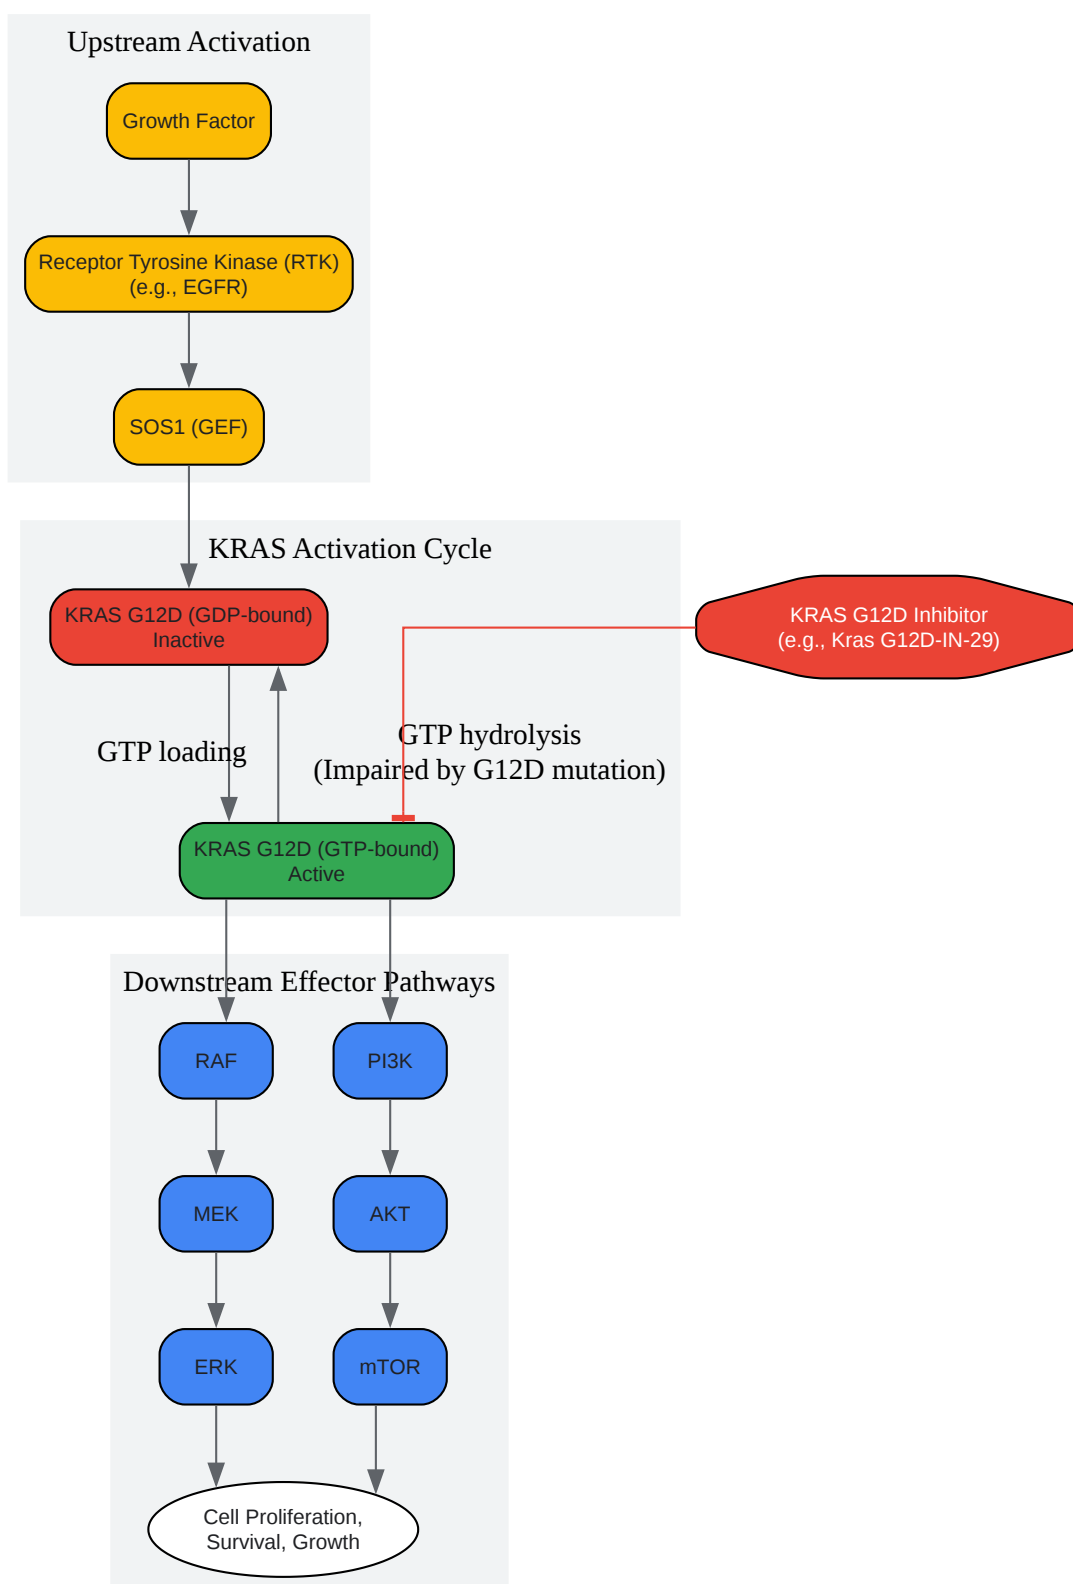 Upstream Activation
Growth Factor
Receptor Tyrosine Kinase (RTK)
(e.g., EGFR)
SOS1 (GEF)
KRAS Activation Cycle
KRAS G12D (GDP-bound)
Inactive
KRAS G12D Inhibitor
(e.g., Kras G12D-IN-29)
GTP loading
GTP hydrolysis
(Impaired by G12D mutation)
KRAS G12D (GTP-bound)
Active
Downstream Effector Pathways
RAF
PI3K
MEK
AKT
ERK
mTOR
Cell Proliferation,
Survival, Growth